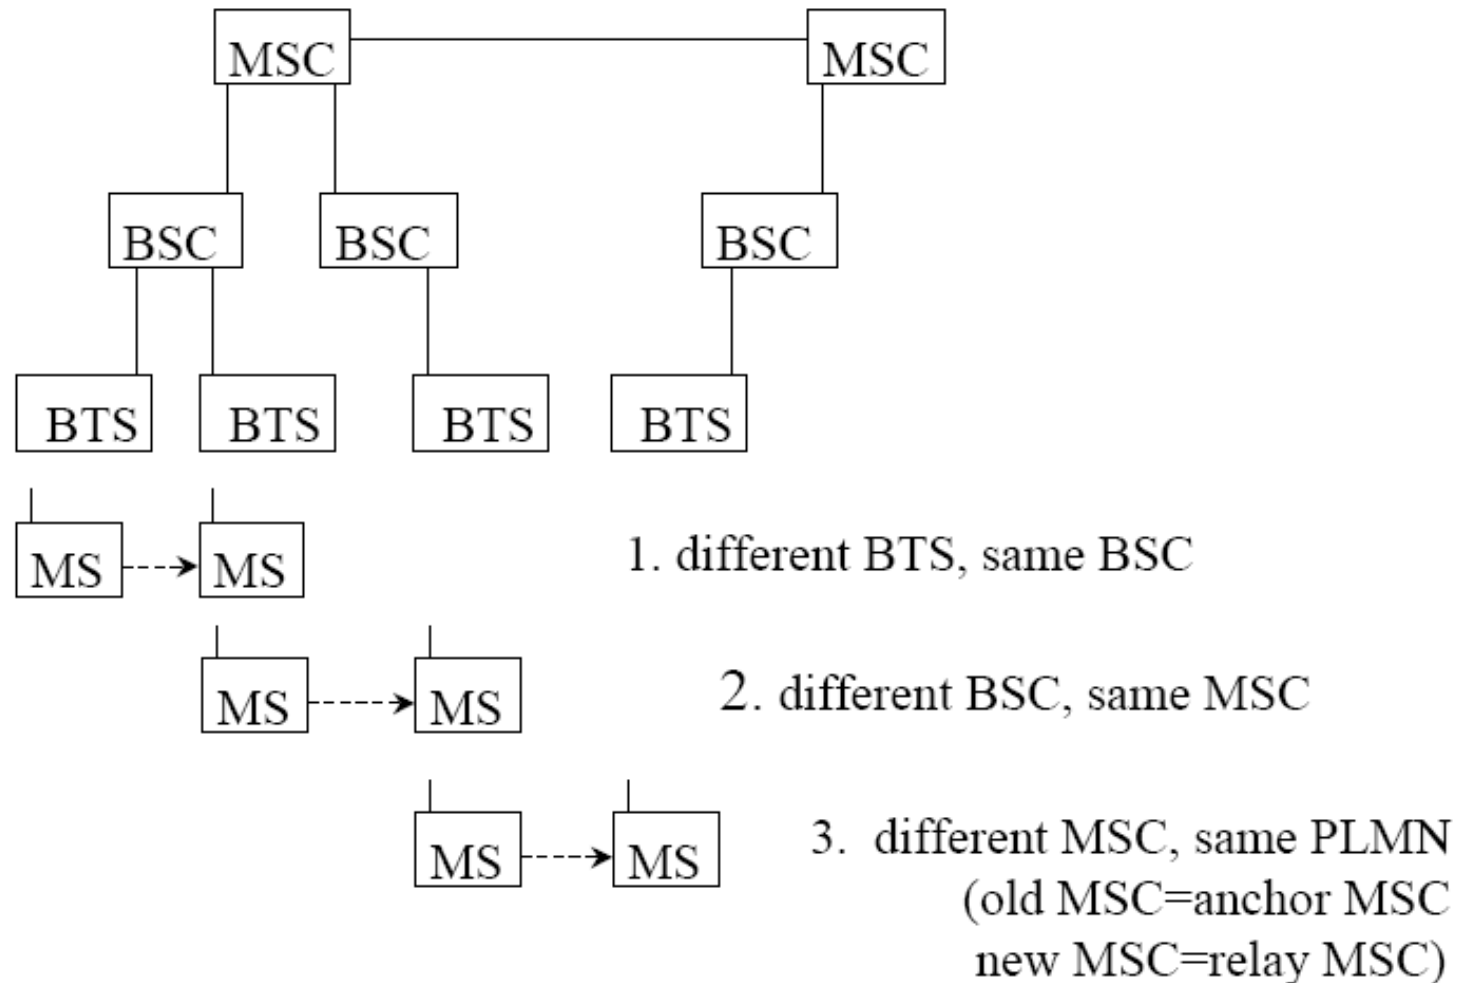 MSC MSC
BSC BSC BSC
BTS BTS BTS BTS
MS MS 1. different BTS, same BSC
MS MS 2. different BSC, same MSC
MS MS 3. different MSC, same PLMN
(old MSC=anchor MSC
new MSC=relay MSC)